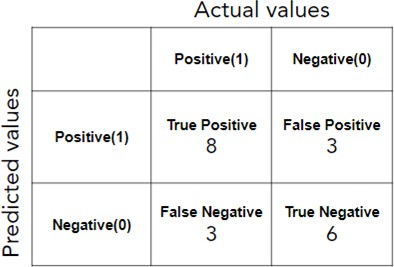 Actual values
Positive(1)
Negative(0)
Predicted values
Positive(1)
True Positive
8
False Positive
3
Negative(0)
False Negative
3
True Negative
6